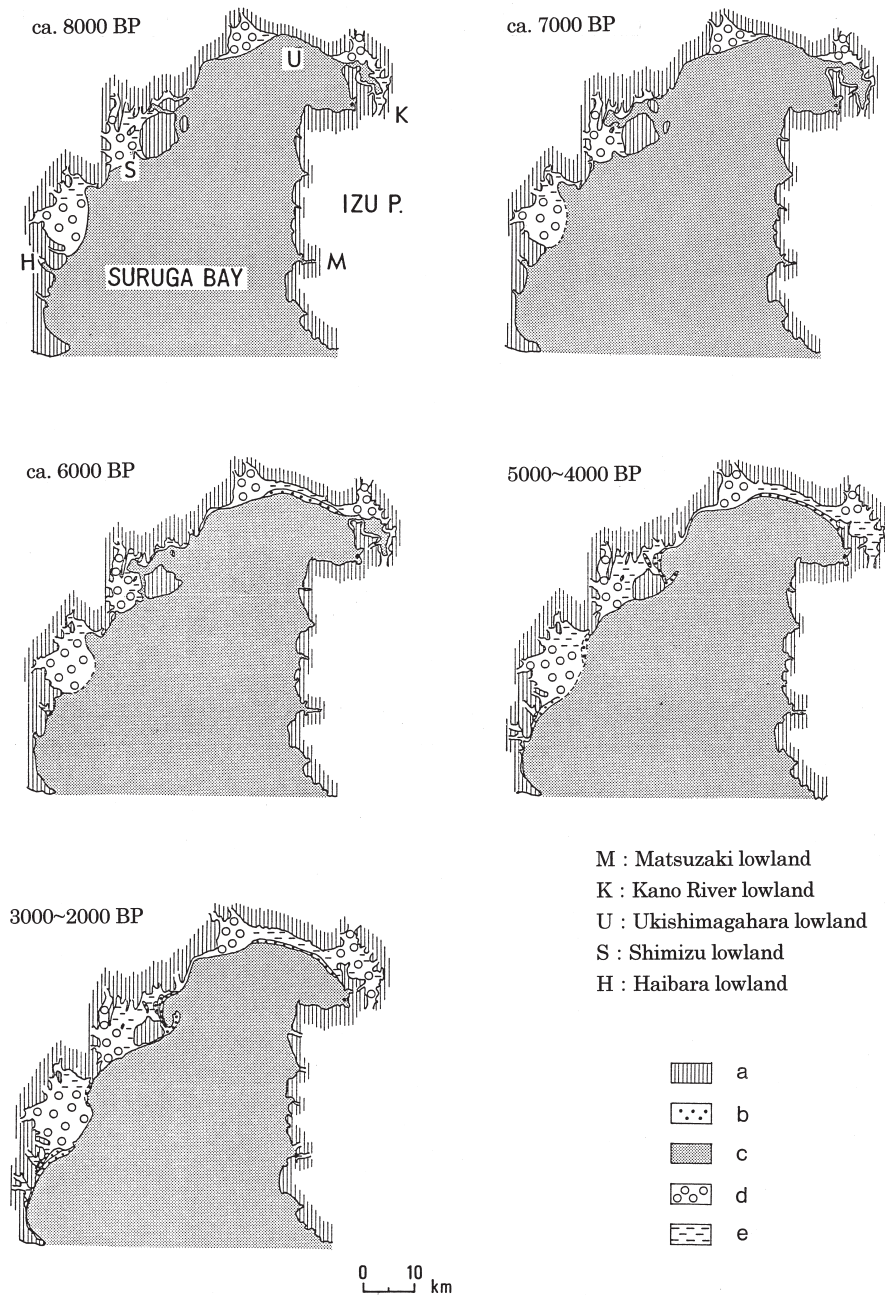 ca. 8000 BP
U
K
S
IZU P.
H
SURUGA BAY
M
ca. 7000 BP
ca. 6000 BP
5000~4000 BP
3000~2000 BP
M : Matsuzaki lowland
K : Kano River lowland
U : Ukishimagahara lowland
S : Shimizu lowland
H : Haibara lowland
a
b
c
d
e
0 10 km